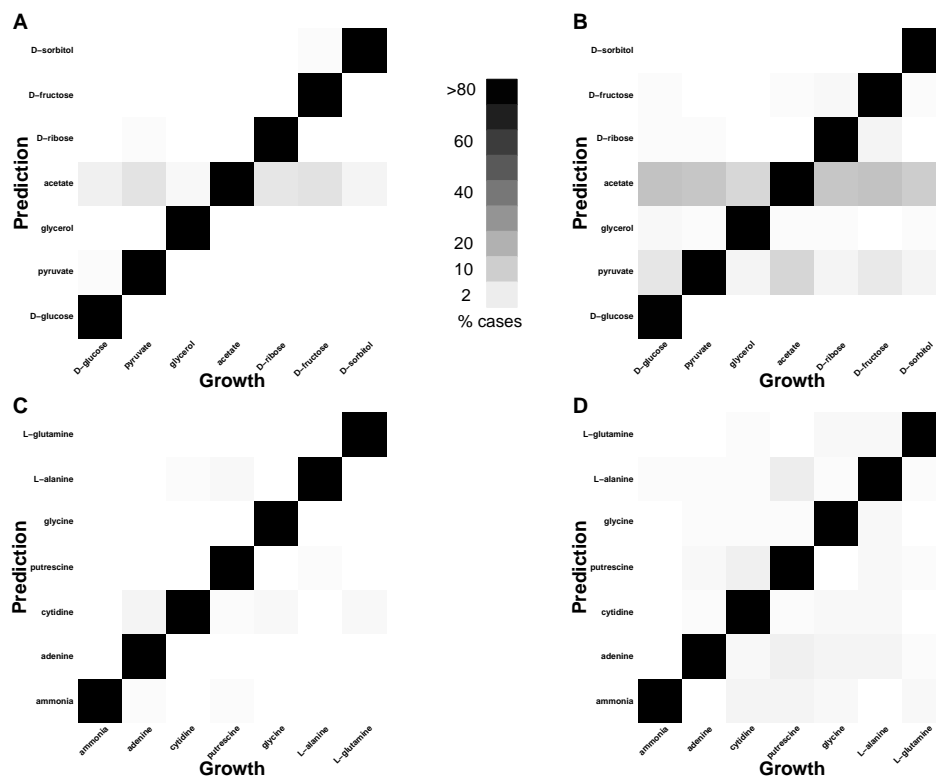 A
D−sorbitol
D−fructose
D−ribose
acetate
glycerol
pyruvate
D−glucose
Prediction
D−glucose
pyruvate
glycerol
acetate
D−ribose
D−fructose
D−sorbitol
Growth
>80
60
40
20
10
2
% cases
B
D−sorbitol
D−fructose
D−ribose
acetate
glycerol
pyruvate
D−glucose
Prediction
D−glucose
pyruvate
glycerol
acetate
D−ribose
D−fructose
D−sorbitol
Growth
C
L−glutamine
L−alanine
glycine
putrescine
cytidine
adenine
ammonia
Prediction
ammonia
adenine
cytidine
putrescine
glycine
L−alanine
L−glutamine
Growth
D
L−glutamine
L−alanine
glycine
putrescine
cytidine
adenine
ammonia
Prediction
ammonia
adenine
cytidine
putrescine
glycine
L−alanine
L−glutamine
Growth